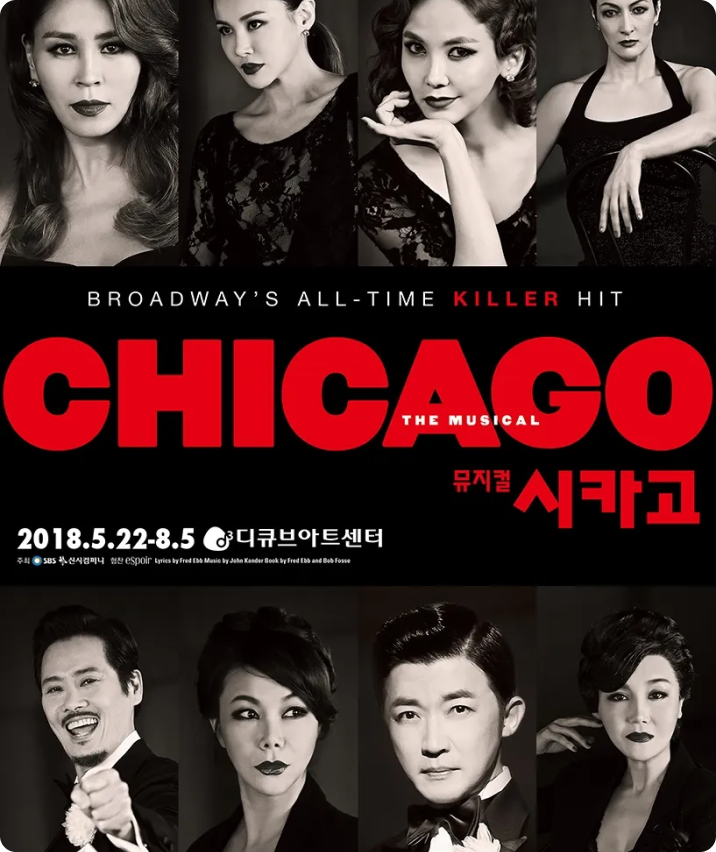 BROADWAY'S ALL-TIME KILLER HIT
CHICAGO
THE MUSICAL
뮤지컬 시카고
2018.5.22-8.5 d³ 디큐브아트센터
주최 SBS 신시컴퍼니 협찬 eSpoir Lyrics by Fred Ebb Music by John Kander Book by Fred Ebb and Bob Fosse